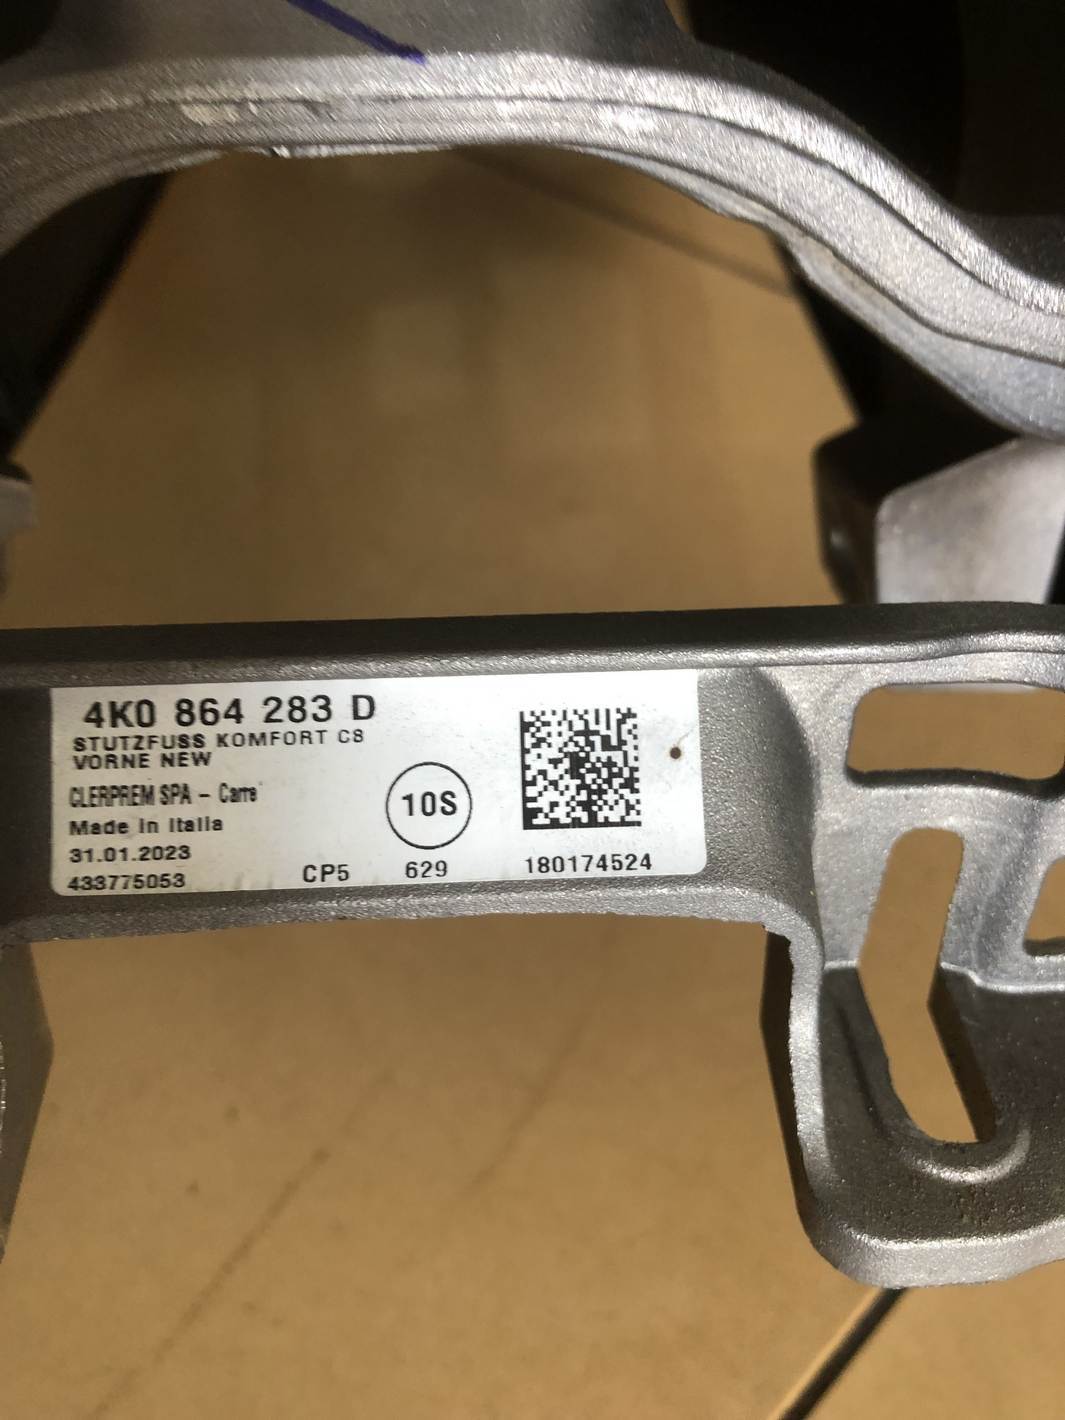 4K0 864 283 D
STUTZFUSS KOMFORT C8
VORNE NEW
CLERPREM SPA - Carre'
Made in Italia
31.01.2023
433775053
10S
CP5 629 180174524